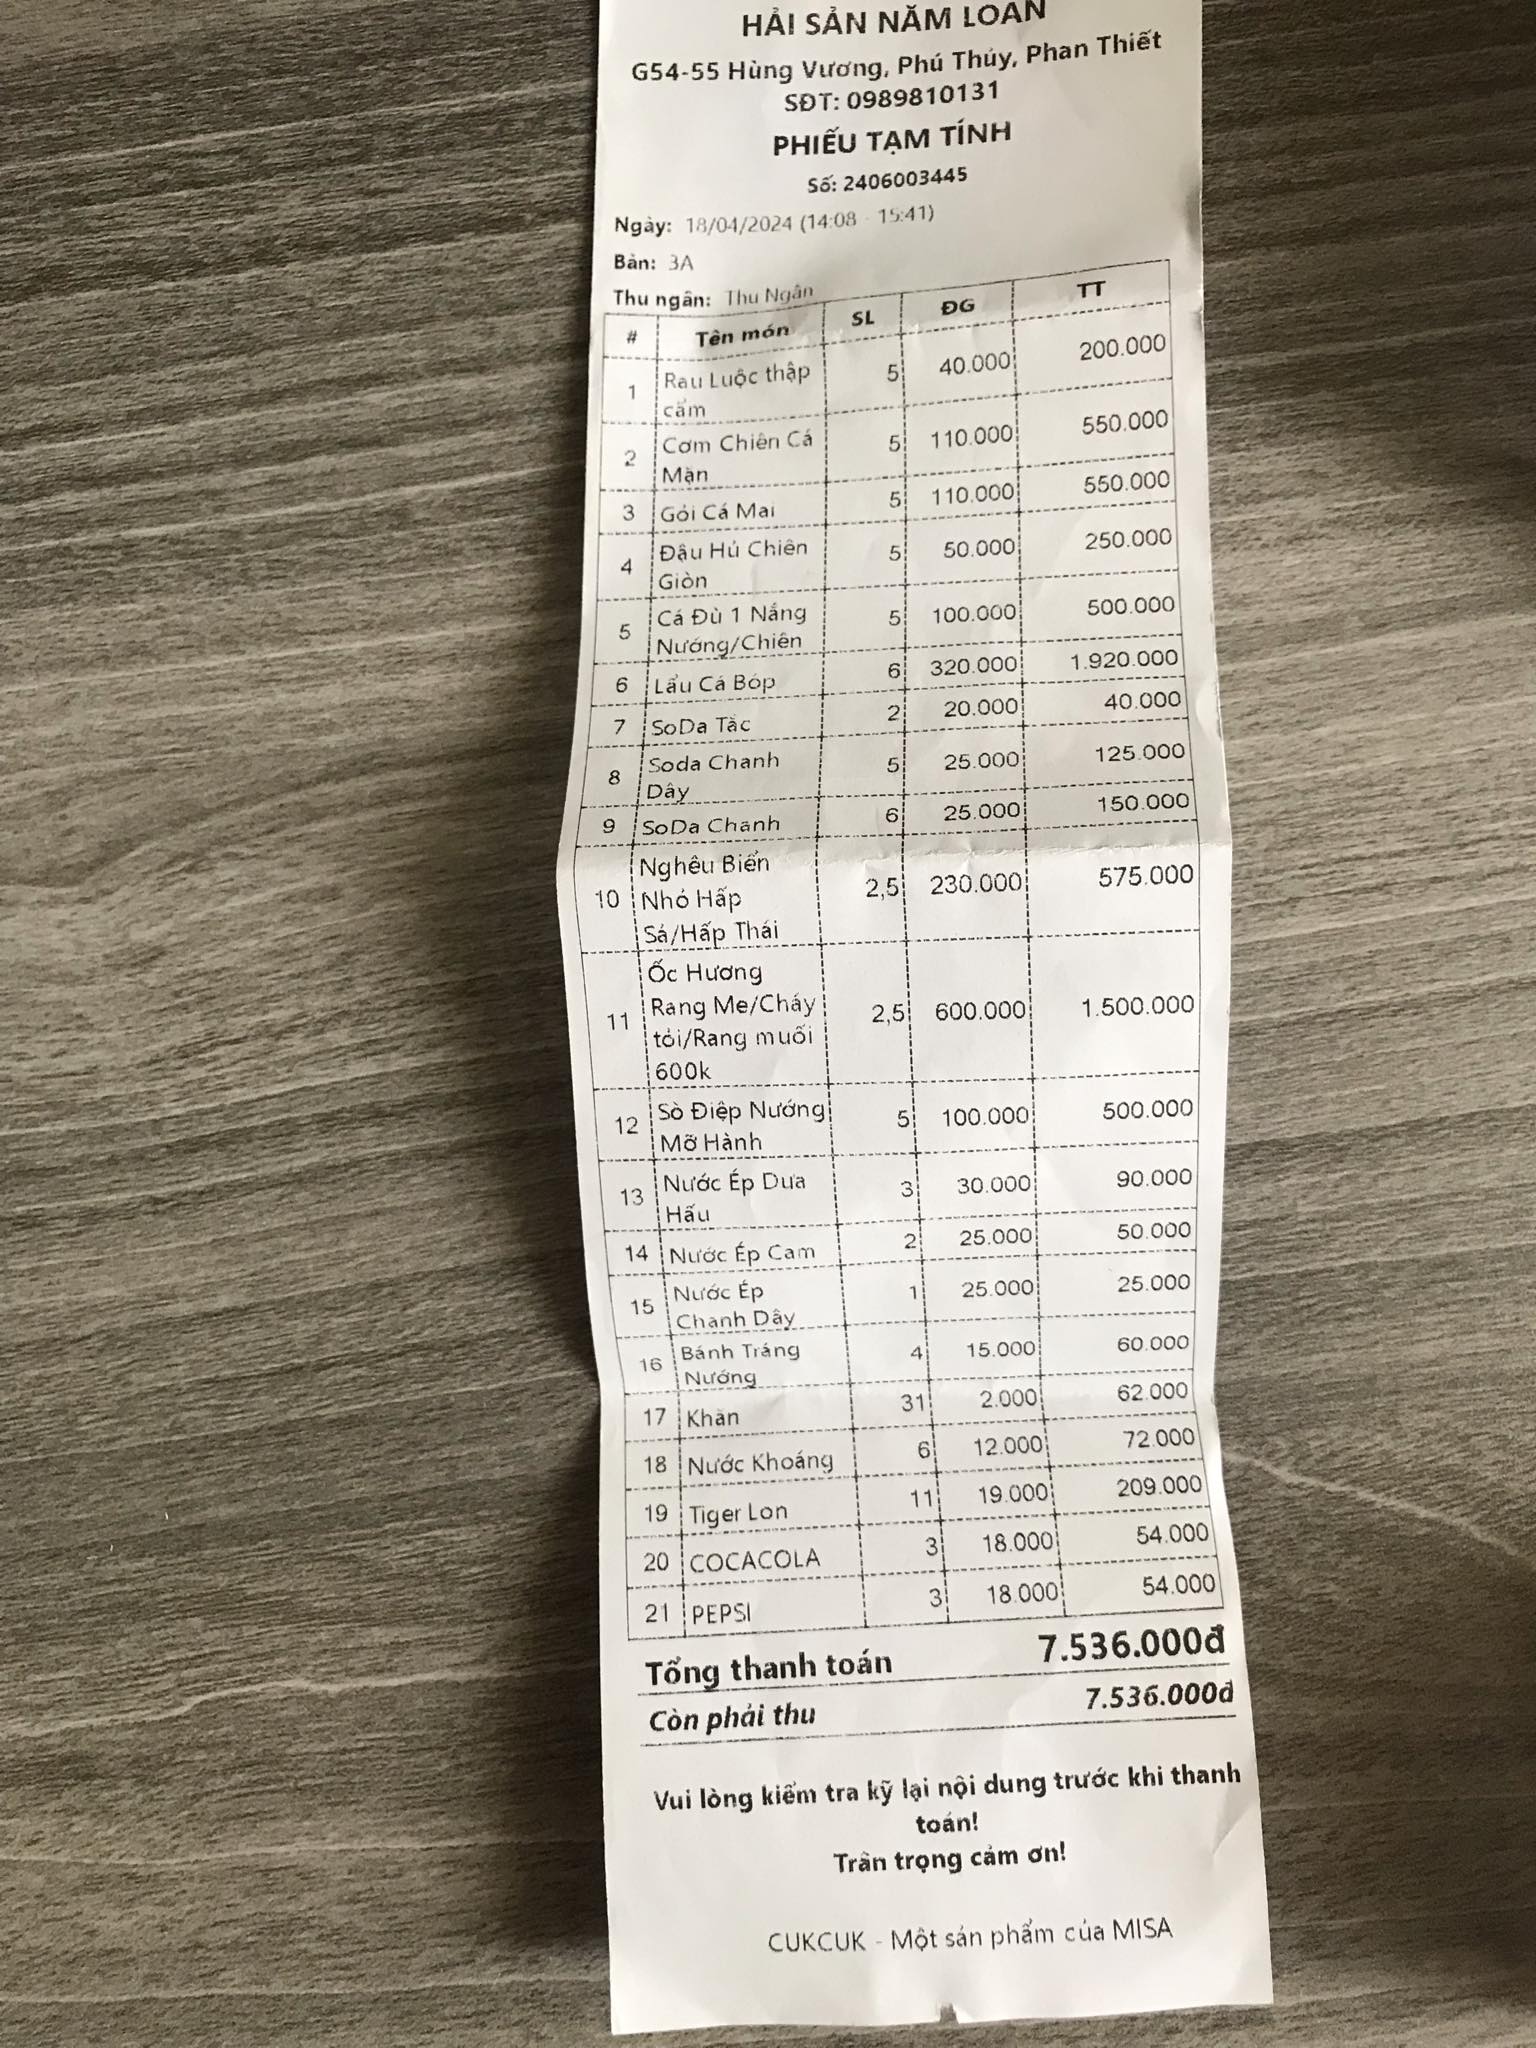 HẢI SẢN NĂM LOAN
G54-55 Hùng Vương, Phú Thủy, Phan Thiết
SĐT: 0989810131
PHIẾU TẠM TÍNH
Số: 2406003445
Ngày: 18/04/2024 (14:08 - 15:41)
Bàn: 3A
Thu ngân: Thu Ngân
# Tên món SL ĐG TT
1 Rau Luộc thập cẩm 5 40.000 200.000
2 Cơm Chiên Cá Mặn 5 110.000 550.000
3 Gỏi Cá Mai 5 110.000 550.000
4 Đậu Hủ Chiên Giòn 5 50.000 250.000
5 Cá Đù 1 Nắng Nướng/Chiên 5 100.000 500.000
6 Lẩu Cá Bóp 6 320.000 1.920.000
7 SoDa Tắc 2 20.000 40.000
8 Soda Chanh Dây 5 25.000 125.000
9 SoDa Chanh 6 25.000 150.000
10 Nghêu Biển Nhỏ Hấp Sả/Hấp Thái 2,5 230.000 575.000
11 Ốc Hương Rang Me/Cháy tỏi/Rang muối 600k 2,5 600.000 1.500.000
12 Sò Điệp Nướng Mỡ Hành 5 100.000 500.000
13 Nước Ép Dưa Hấu 3 30.000 90.000
14 Nước Ép Cam 2 25.000 50.000
15 Nước Ép Chanh Dây 1 25.000 25.000
16 Bánh Tráng Nướng 4 15.000 60.000
17 Khăn 31 2.000 62.000
18 Nước Khoáng 6 12.000 72.000
19 Tiger Lon 11 19.000 209.000
20 COCACOLA 3 18.000 54.000
21 PEPSI 3 18.000 54.000
Tổng thanh toán 7.536.000đ
Còn phải thu 7.536.000đ
Vui lòng kiểm tra kỹ lại nội dung trước khi thanh
toán!
Trân trọng cảm ơn!
CUKCUK - Một sản phẩm của MISA